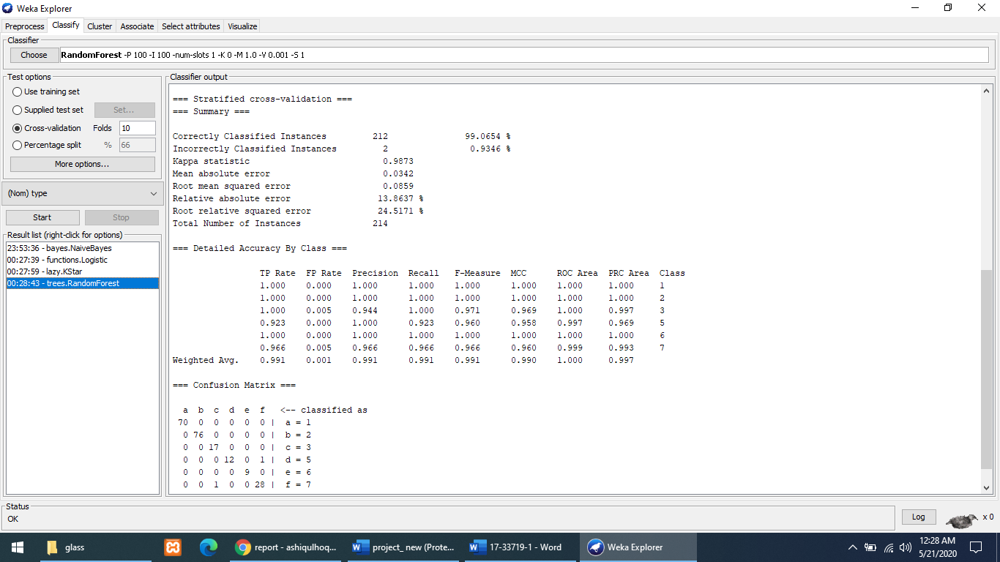 Weka Explorer
Preprocess Classify Cluster Associate Select attributes Visualize
Classifier
Choose RandomForest -P 100 -I 100 -num-slots 1 -K 0 -M 1.0 -V 0.001 -S 1
Test options
Use training set
Supplied test set Set...
Cross-validation Folds 10
Percentage split % 66
More options...
(Nom) type
Start Stop
Result list (right-click for options)
23:53:36 - bayes.NaiveBayes
00:27:39 - functions.Logistic
00:27:59 - lazy.KStar
00:28:43 - trees.RandomForest
Classifier output
=== Stratified cross-validation ===
=== Summary ===
Correctly Classified Instances 212 99.0654 %
Incorrectly Classified Instances 2 0.9346 %
Kappa statistic 0.9873
Mean absolute error 0.0342
Root mean squared error 0.0859
Relative absolute error 13.8637 %
Root relative squared error 24.5171 %
Total Number of Instances 214
=== Detailed Accuracy By Class ===
TP Rate FP Rate Precision Recall F-Measure MCC ROC Area PRC Area Class
1.000 0.000 1.000 1.000 1.000 1.000 1.000 1.000 1
1.000 0.000 1.000 1.000 1.000 1.000 1.000 1.000 2
1.000 0.005 0.944 1.000 0.971 0.969 1.000 0.997 3
0.923 0.000 1.000 0.923 0.960 0.958 0.997 0.969 5
1.000 0.000 1.000 1.000 1.000 1.000 1.000 1.000 6
0.966 0.005 0.966 0.966 0.966 0.960 0.999 0.993 7
Weighted Avg. 0.991 0.001 0.991 0.991 0.991 0.990 1.000 0.997
=== Confusion Matrix ===
a b c d e f <-- classified as
70 0 0 0 0 0 | a = 1
0 76 0 0 0 0 | b = 2
0 0 17 0 0 0 | c = 3
0 0 0 12 0 1 | d = 5
0 0 0 0 9 0 | e = 6
0 0 1 0 0 28 | f = 7
Status
OK
Log x 0
glass
report - ashiqulhoq...
project_ new (Prote...
17-33719-1 - Word
Weka Explorer
12:28 AM
5/21/2020